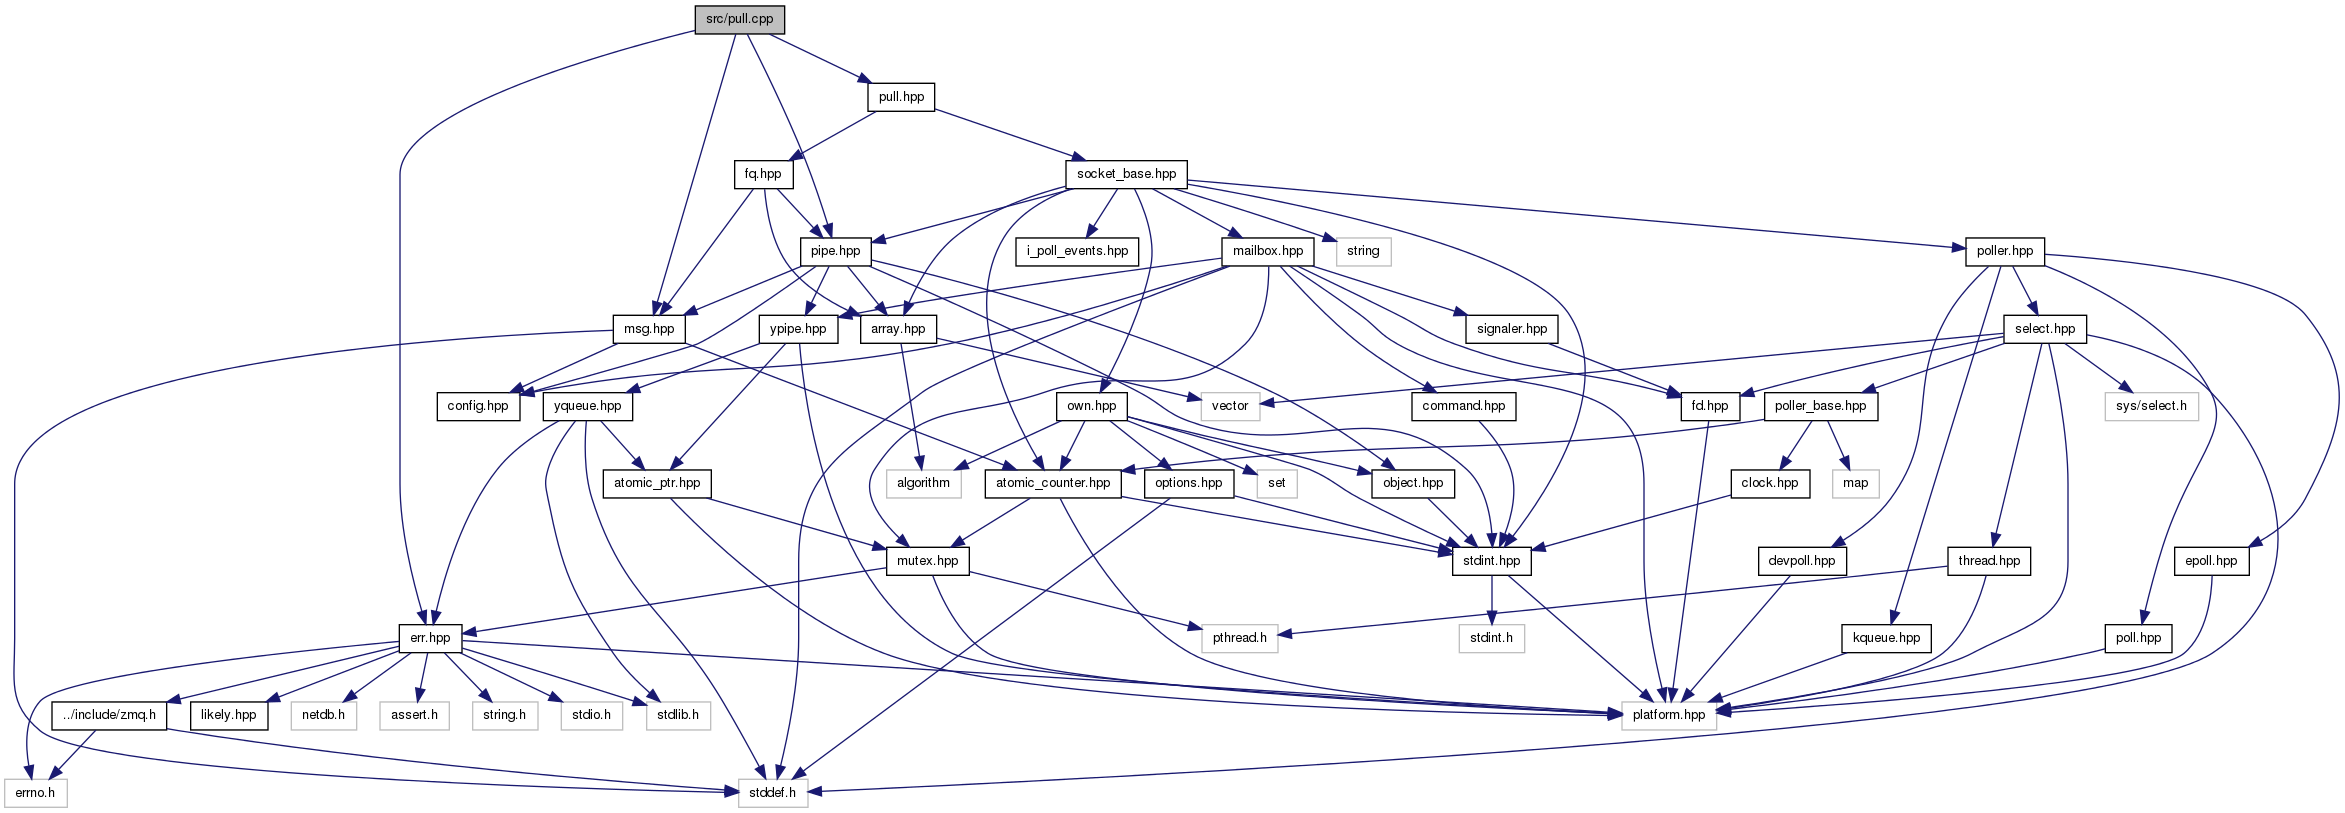 src/pull.cpp
pull.hpp
fq.hpp
socket_base.hpp
pipe.hpp
i_poll_events.hpp
mailbox.hpp
string
poller.hpp
msg.hpp
ypipe.hpp
array.hpp
signaler.hpp
select.hpp
config.hpp
yqueue.hpp
own.hpp
vector
command.hpp
fd.hpp
poller_base.hpp
sys/select.h
atomic_ptr.hpp
algorithm
atomic_counter.hpp
options.hpp
set
object.hpp
clock.hpp
map
mutex.hpp
stdint.hpp
devpoll.hpp
thread.hpp
epoll.hpp
err.hpp
pthread.h
stdint.h
kqueue.hpp
poll.hpp
../include/zmq.h
likely.hpp
netdb.h
assert.h
string.h
stdio.h
stdlib.h
platform.hpp
errno.h
stddef.h